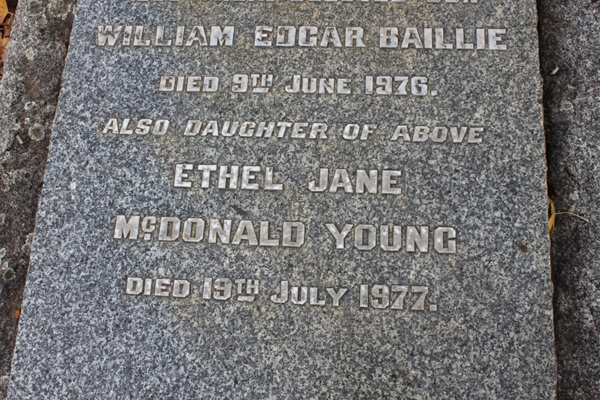 WILLIAM EDGAR BAILLIE
DIED 9TH JUNE 1976.
ALSO DAUGHTER OF ABOVE
ETHEL JANE
MCDONALD YOUNG
DIED 19TH JULY 1977.